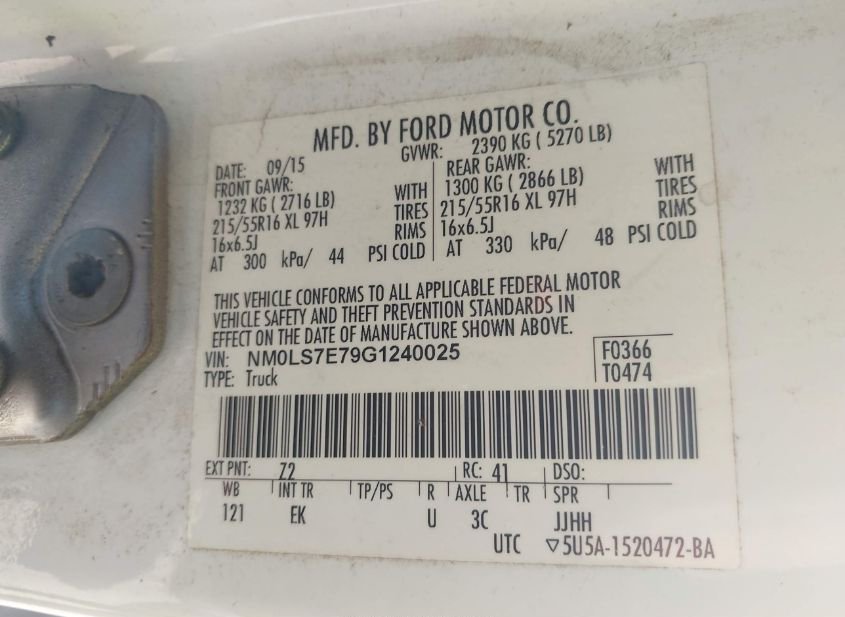 MFD. BY FORD MOTOR CO.
DATE: 09/15 GVWR: 2390 KG ( 5270 LB)
FRONT GAWR: REAR GAWR:
1232 KG ( 2716 LB) WITH 1300 KG ( 2866 LB) WITH
215/55R16 XL 97H TIRES 215/55R16 XL 97H TIRES
16x6.5J RIMS 16x6.5J RIMS
AT 300 kPa/ 44 PSI COLD AT 330 kPa/ 48 PSI COLD
THIS VEHICLE CONFORMS TO ALL APPLICABLE FEDERAL MOTOR
VEHICLE SAFETY AND THEFT PREVENTION STANDARDS IN
EFFECT ON THE DATE OF MANUFACTURE SHOWN ABOVE.
VIN: NM0LS7E79G1240025 F0366
TYPE: Truck T0474
EXT PNT: Z2 RC: 41 DSO:
WB INT TR TP/PS R AXLE TR SPR
121 EK U 3C JJHH
UTC ▽5U5A-1520472-BA